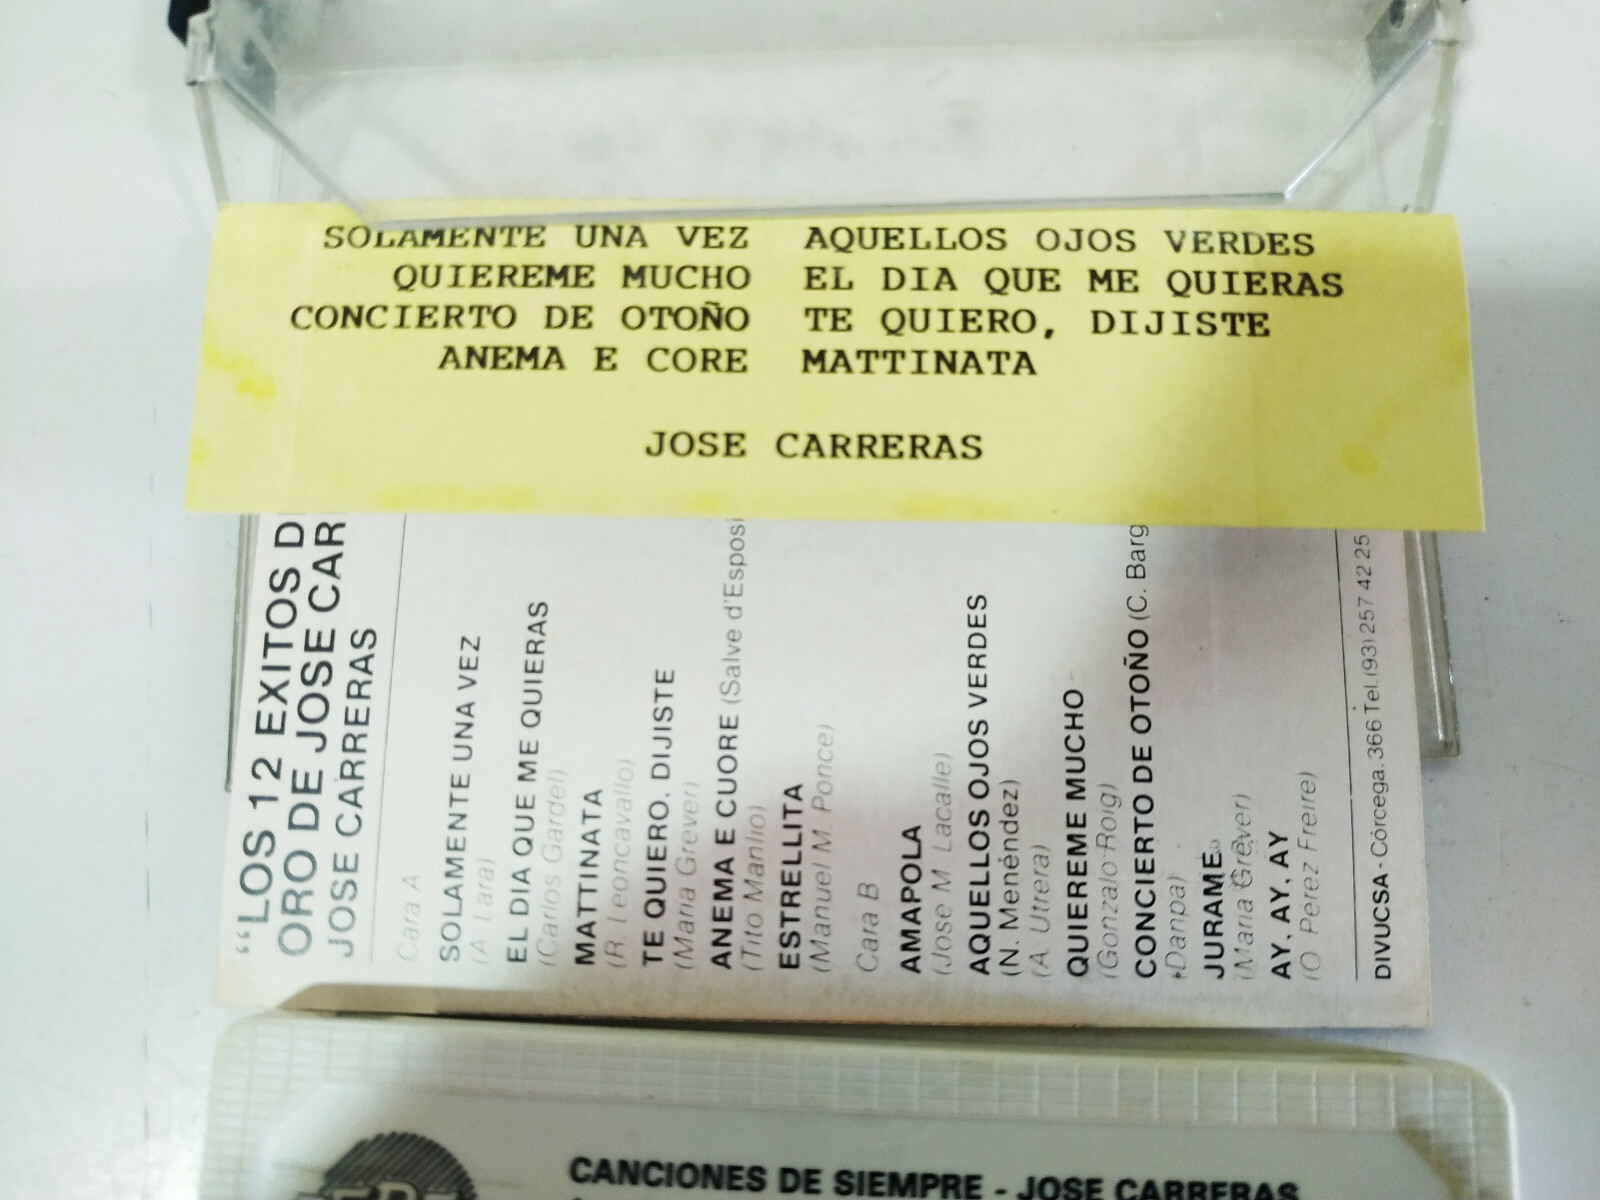 SOLAMENTE UNA VEZ AQUELLOS OJOS VERDES
QUIEREME MUCHO EL DIA QUE ME QUIERAS
CONCIERTO DE OTOÑO TE QUIERO, DIJISTE
ANEMA E CORE MATTINATA
JOSE CARRERAS
“LOS 12 EXITOS D
ORO DE JOSE CAR
JOSE CARRERAS
Cara A
SOLAMENTE UNA VEZ
(A. Lara)
EL DIA QUE ME QUIERAS
(Carlos Gardel)
MATTINATA
(R. Leoncavallo)
TE QUIERO, DIJISTE
(Maria Grever)
ANEMA E CUORE (Salve d'Esposi
(Tito Manlio)
ESTRELLITA
(Manuel M. Ponce)
Cara B
AMAPOLA
(Jose M. Lacalle)
AQUELLOS OJOS VERDES
(N. Menéndez)
(A. Utrera)
QUIEREME MUCHO
(Gonzalo Roig)
CONCIERTO DE OTOÑO (C. Barg
Danpa)
JURAME
(Maria Grever)
AY, AY, AY
(O Perez Freire)
DIVUCSA - Córcega. 366 Tel. (93) 257 42 25
CANCIONES DE SIEMPRE - JOSE CARRERAS